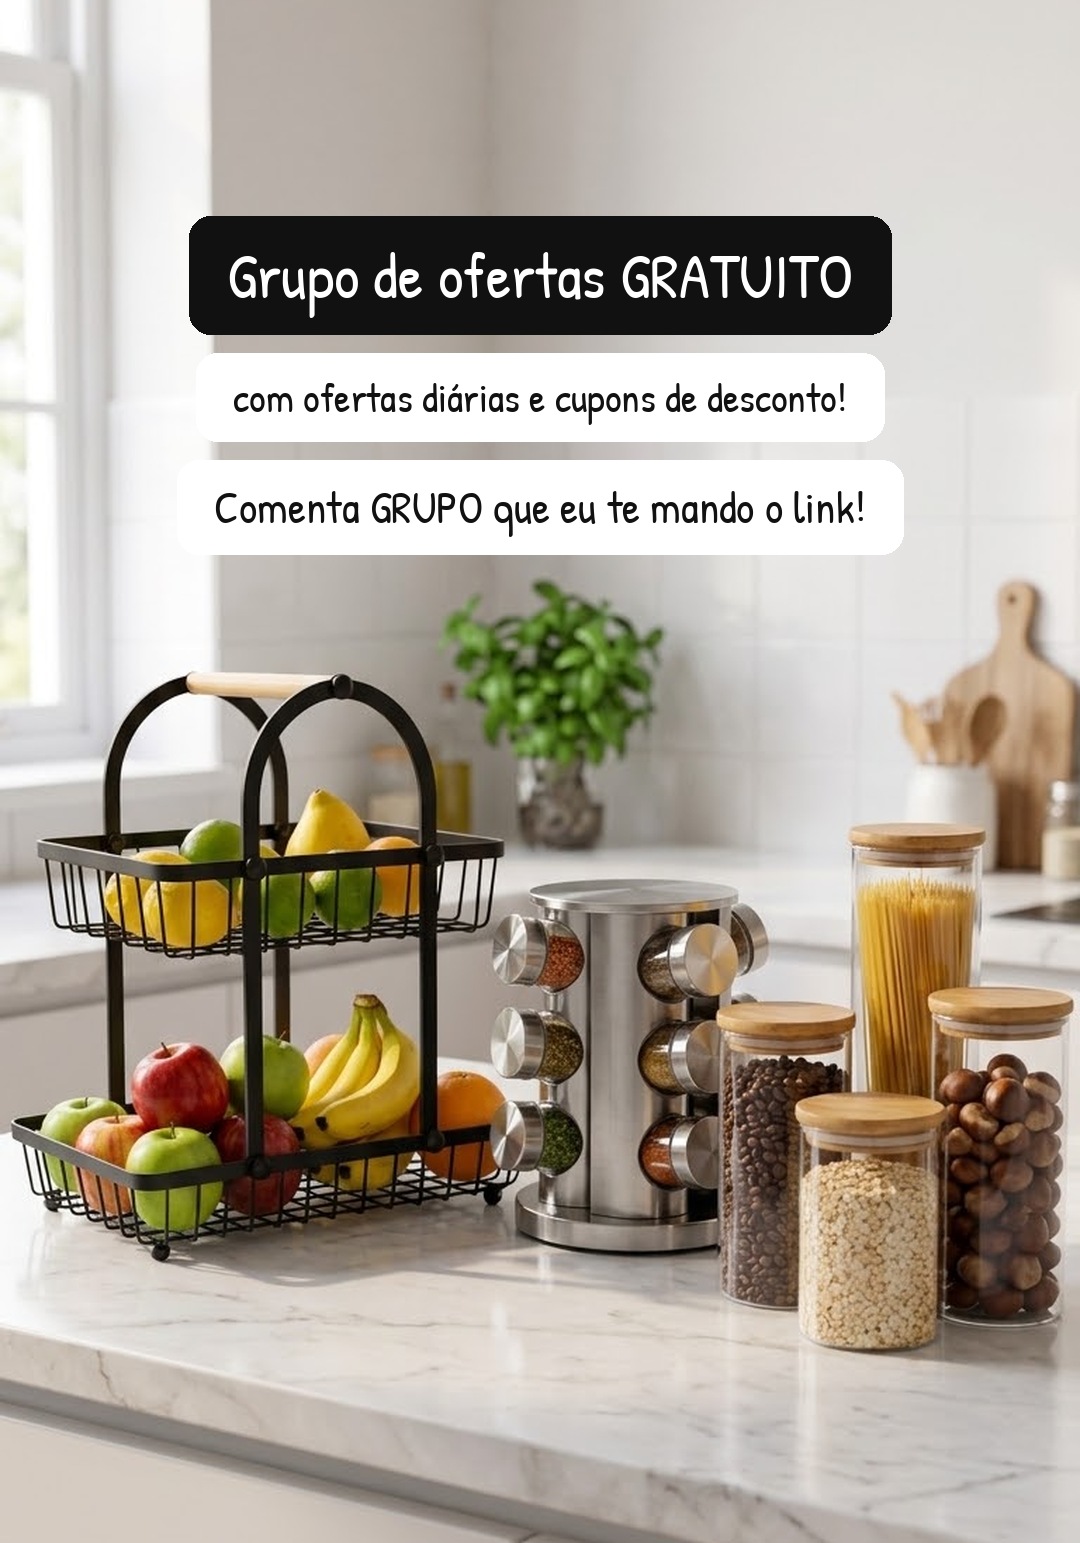 Grupo de ofertas GRATUITO
com ofertas diárias e cupons de desconto!
Comenta GRUPO que eu te mando o link!